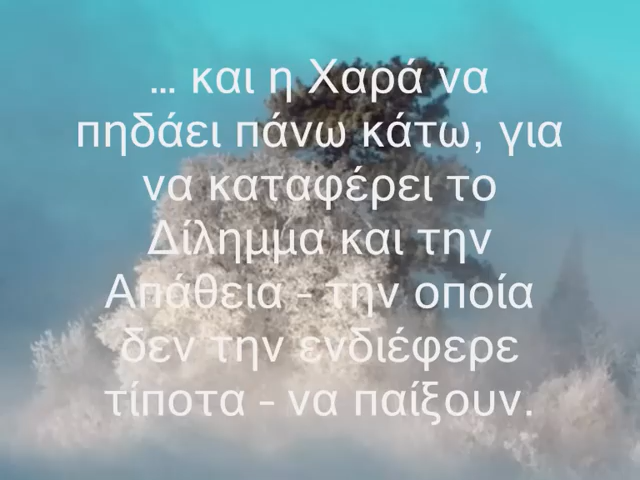 ... και η Χαρά να
πηδάει πάνω κάτω, για
να καταφέρει το
Δίλημμα και την
Απάθεια – την οποία
δεν την ενδιέφερε
τίποτα – να παίξουν.